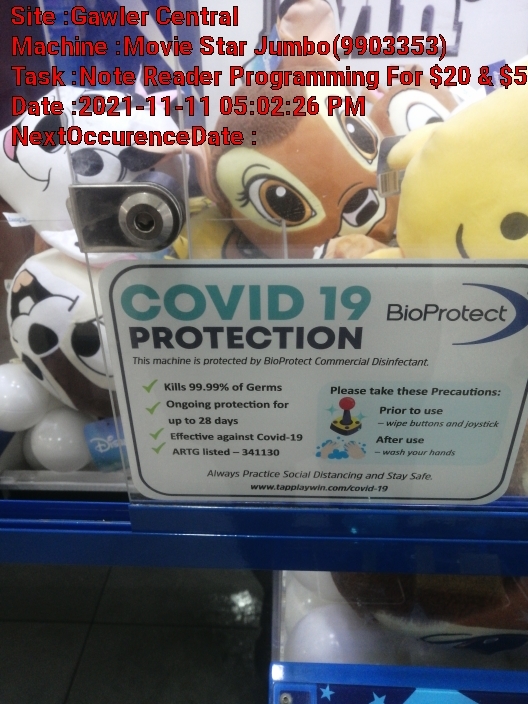 Site :Gawler Central
Machine :Movie Star Jumbo(9903353)
Task :Note Reader Programming For $20 & $5
Date :2021-11-11 05:02:26 PM
NextOccurenceDate :
COVID 19
PROTECTION
BioProtect
This machine is protected by BioProtect Commercial Disinfectant.
Kills 99.99% of Germs
Ongoing protection for
up to 28 days
Effective against Covid-19
ARTG listed – 341130
Please take these Precautions:
Prior to use
– wipe buttons and joystick
After use
– wash your hands
Always Practice Social Distancing and Stay Safe.
www.tapplaywin.com/covid-19
Disney